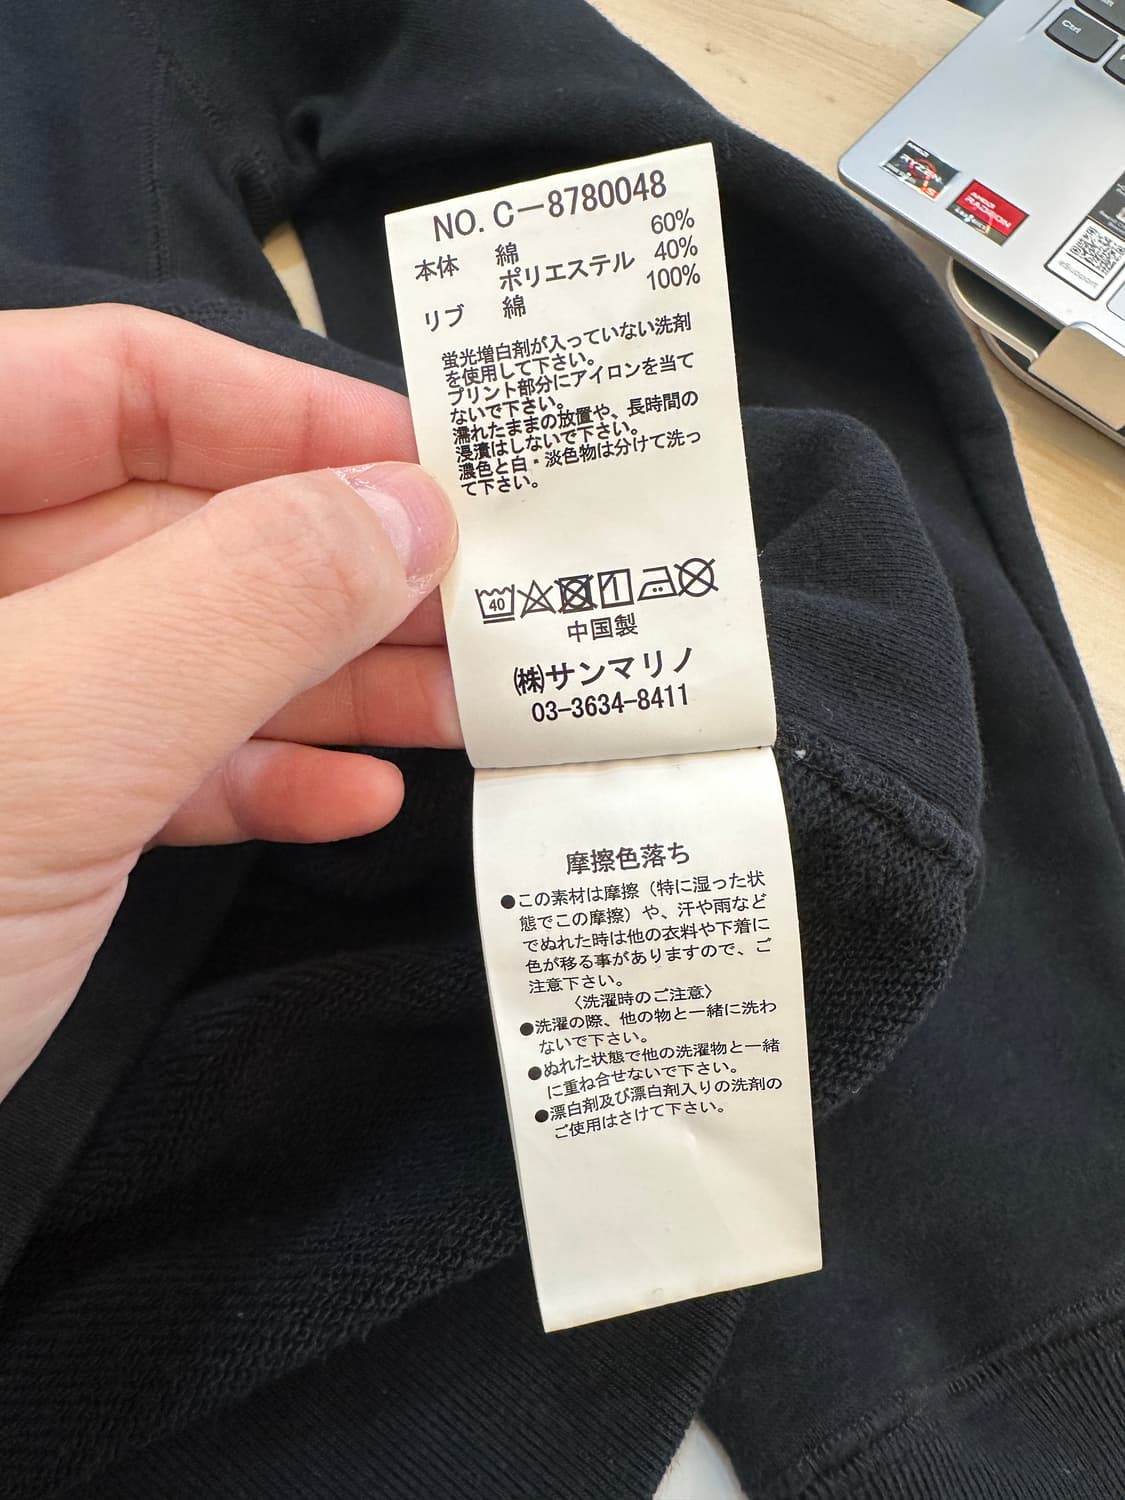 Ctrl
AMD
RYZEN
5
AMD
RADEON
NO. C－8780048
本体 綿 60%
ポリエステル 40%
リブ 綿 100%
蛍光増白剤が入っていない洗剤
を使用して下さい。
プリント部分にアイロンを当て
ないで下さい。
濡れたままの放置や、長時間の
浸漬はしないで下さい。
濃色と白・淡色物は分けて洗っ
て下さい。
40
中国製
㈱サンマリノ
03-3634-8411
摩擦色落ち
●この素材は摩擦（特に湿った状
態でこの摩擦）や、汗や雨など
でぬれた時は他の衣料や下着に
色が移る事がありますので、ご
注意下さい。
〈洗濯時のご注意〉
●洗濯の際、他の物と一緒に洗わ
ないで下さい。
●ぬれた状態で他の洗濯物と一緒
に重ね合せないで下さい。
●漂白剤及び漂白剤入りの洗剤の
ご使用はさけて下さい。